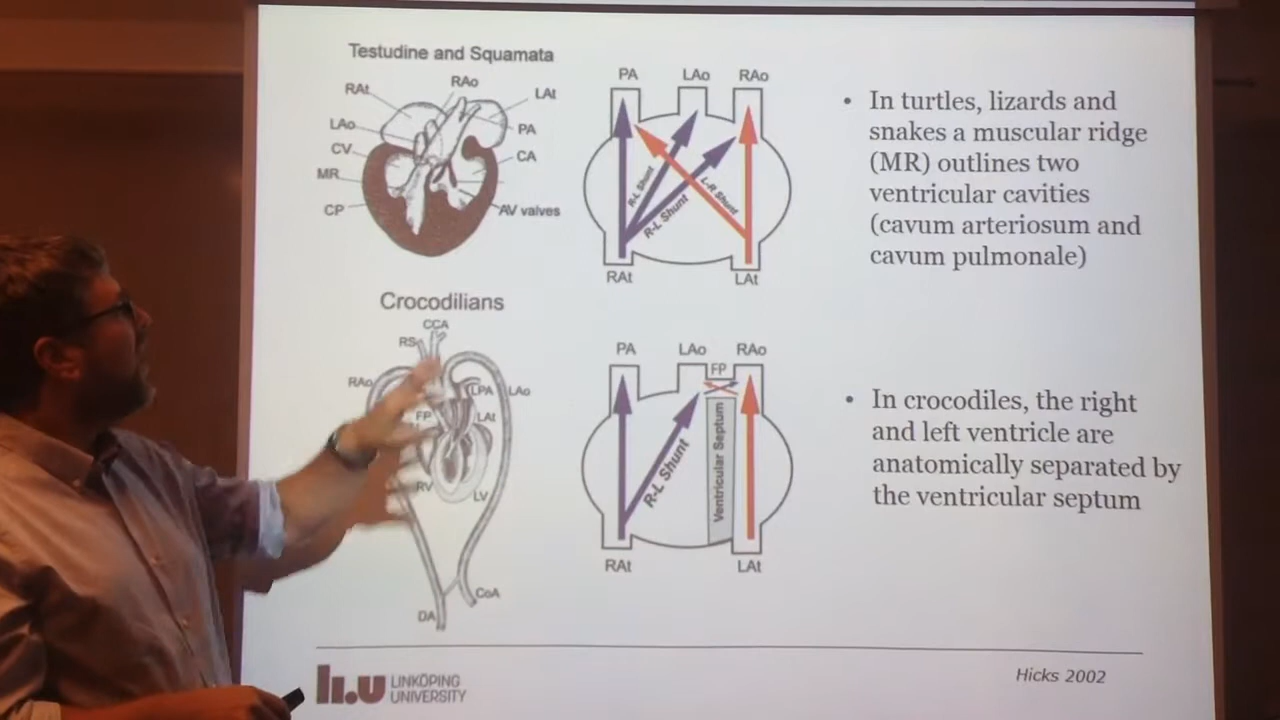 Testudine and Squamata
RAt
RAo
LAt
LAo
PA
CV
CA
MR
CP
AV valves
PA
LAo
RAo
R-L Shunt
R-L Shunt
L-R Shunt
RAt
LAt
• In turtles, lizards and
snakes a muscular ridge
(MR) outlines two
ventricular cavities
(cavum arteriosum and
cavum pulmonale)
Crocodilians
CCA
RS
RAo
LPA
LAo
FP
LAt
RV
LV
CoA
DA
PA
LAo
RAo
FP
R-L Shunt
Ventricular Septum
RAt
LAt
• In crocodiles, the right
and left ventricle are
anatomically separated by
the ventricular septum
li.u LINKÖPING
UNIVERSITY
Hicks 2002